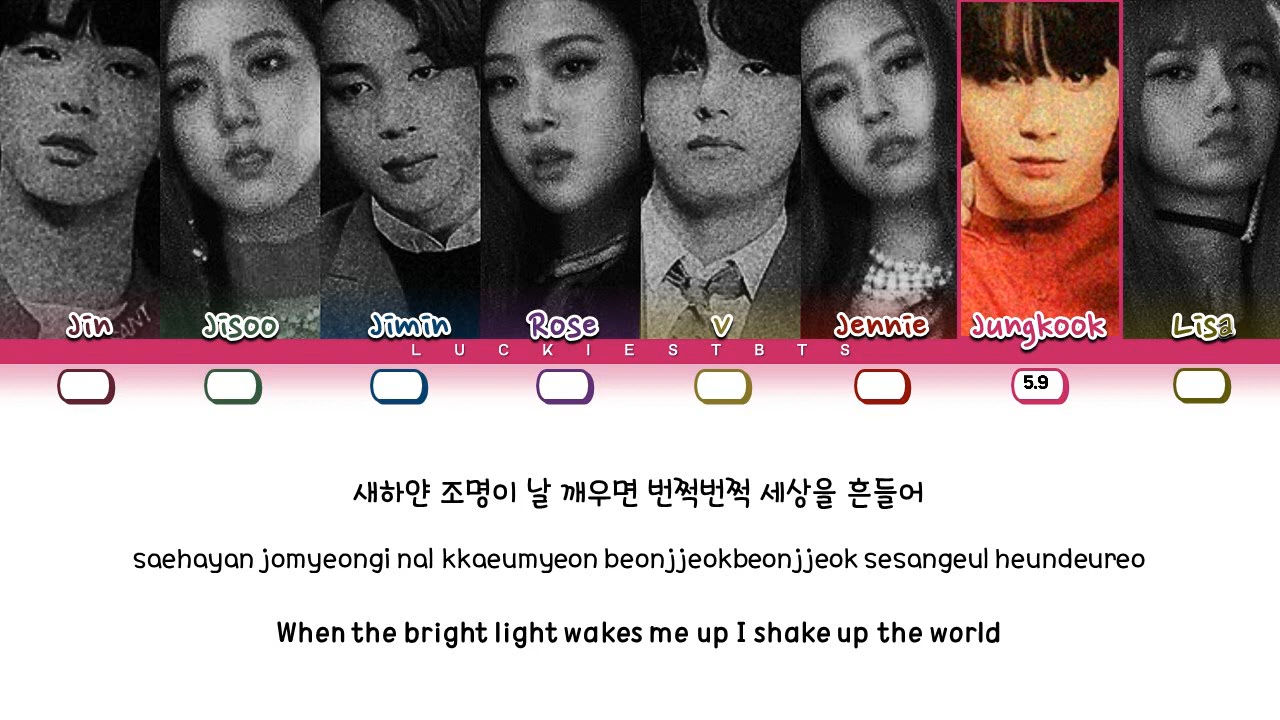 Jin Jisoo Jimin Rose V Jennie Jungkook Lisa
LUCKIESTBTS
5.9
새하얀 조명이 날 깨우면 번쩍번쩍 세상을 흔들어
saehayan jomyeongi nal kkaeumyeon beonjjeokbeonjjeok sesangeul heundeureo
When the bright light wakes me up I shake up the world